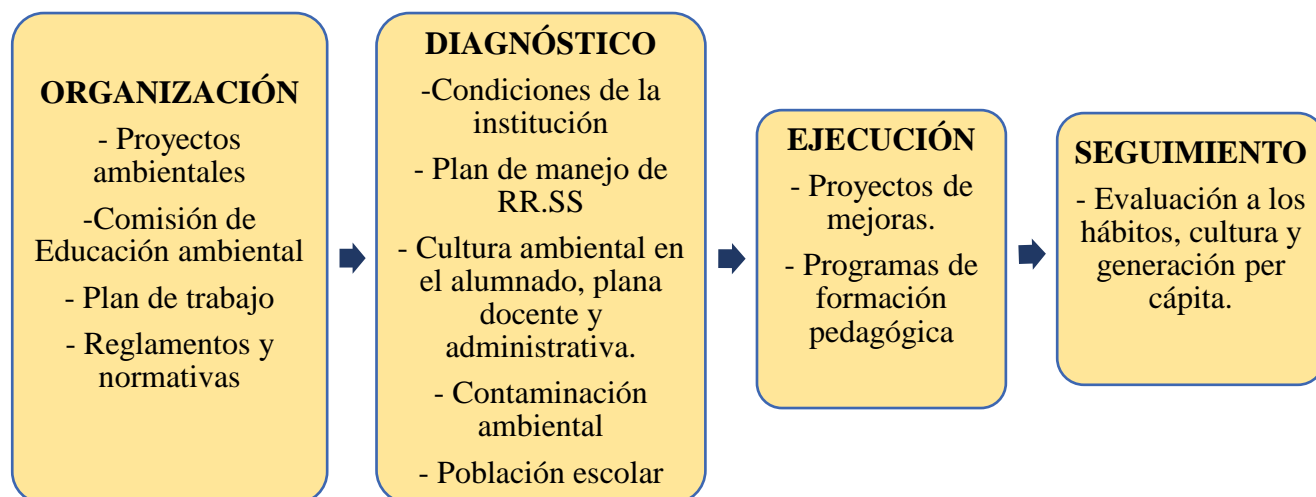 ORGANIZACIÓN
- Proyectos
ambientales
-Comisión de
Educación ambiental
- Plan de trabajo
- Reglamentos y
normativas
DIAGNÓSTICO
-Condiciones de la
institución
- Plan de manejo de
RR.SS
- Cultura ambiental en
el alumnado, plana
docente y
administrativa.
- Contaminación
ambiental
- Población escolar
EJECUCIÓN
- Proyectos de
mejoras.
- Programas de
formación
pedagógica
SEGUIMIENTO
- Evaluación a los
hábitos, cultura y
generación per
cápita.